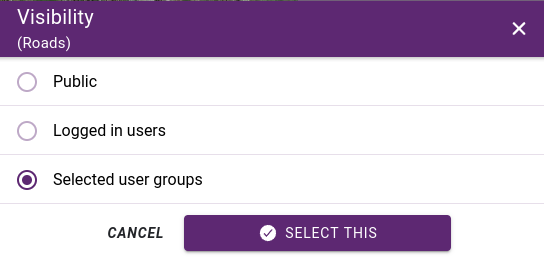 Visibility
(Roads)
Public
Logged in users
Selected user groups
CANCEL SELECT THIS